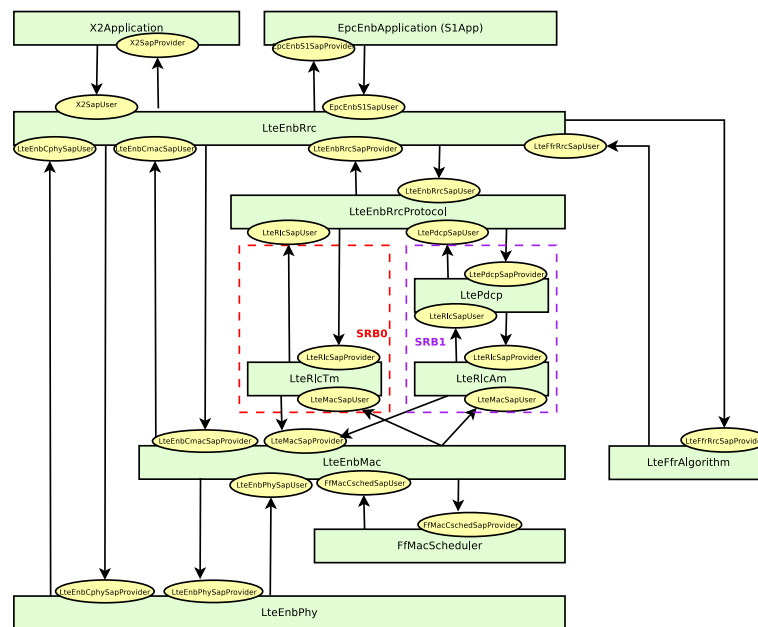 X2Application
EpcEnbApplication (S1App)
X2SapProvider
EpcEnbS1SapProvider
X2SapUser
EpcEnbS1SapUser
LteEnbRrc
LteEnbCphySapUser
LteEnbCmacSapUser
LteEnbRrcSapProvider
LteFfrRrcSapUser
LteEnbRrcSapUser
LteEnbRrcProtocol
LteRlcSapUser
LtePdcpSapUser
LtePdcpSapProvider
LtePdcp
LteRlcSapUser
SRB0
SRB1
LteRlcSapProvider
LteRlcSapProvider
LteRlcTm
LteRlcAm
LteMacSapUser
LteMacSapUser
LteEnbCmacSapProvider
LteMacSapProvider
LteFfrRrcSapProvider
LteEnbMac
LteFfrAlgorithm
LteEnbPhySapUser
FfMacCschedSapUser
FfMacCschedSapProvider
FfMacScheduler
LteEnbCphySapProvider
LteEnbPhySapProvider
LteEnbPhy